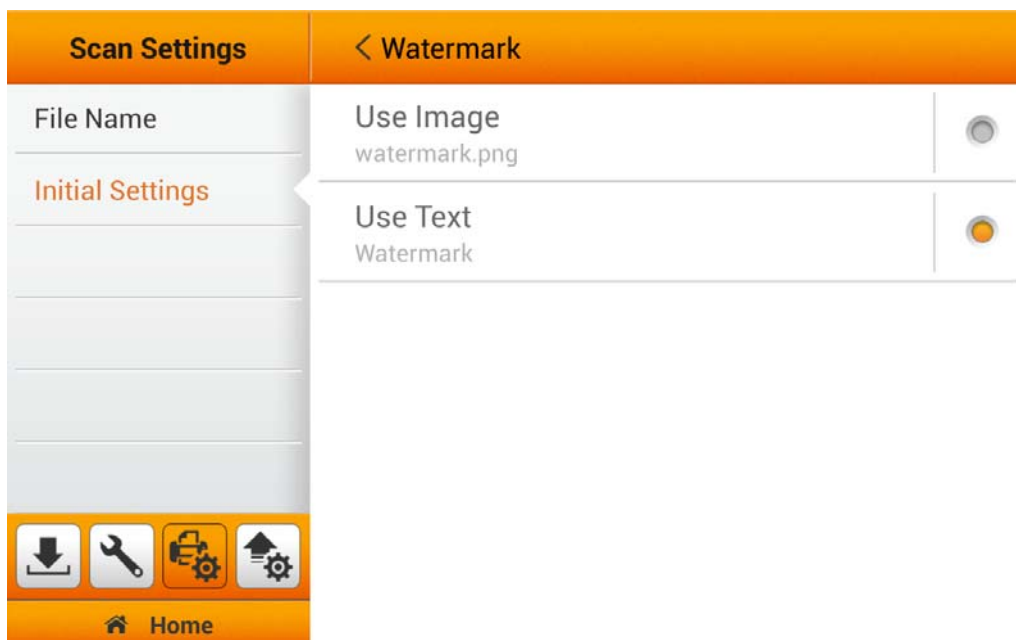 Scan Settings
< Watermark
File Name
Initial Settings
Use Image
watermark.png
Use Text
Watermark
Home